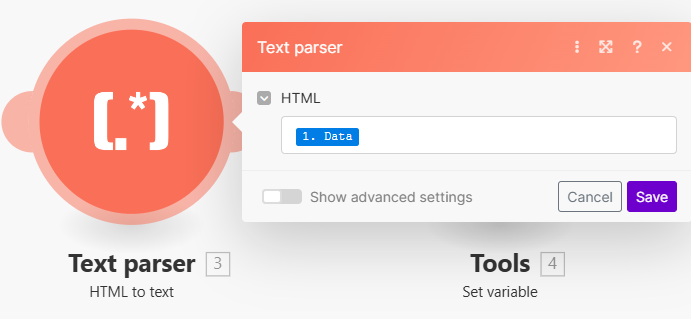 Text parser
?
HTML
1. Data
Show advanced settings
Cancel
Save
[.*]
Text parser 3
HTML to text
Tools 4
Set variable